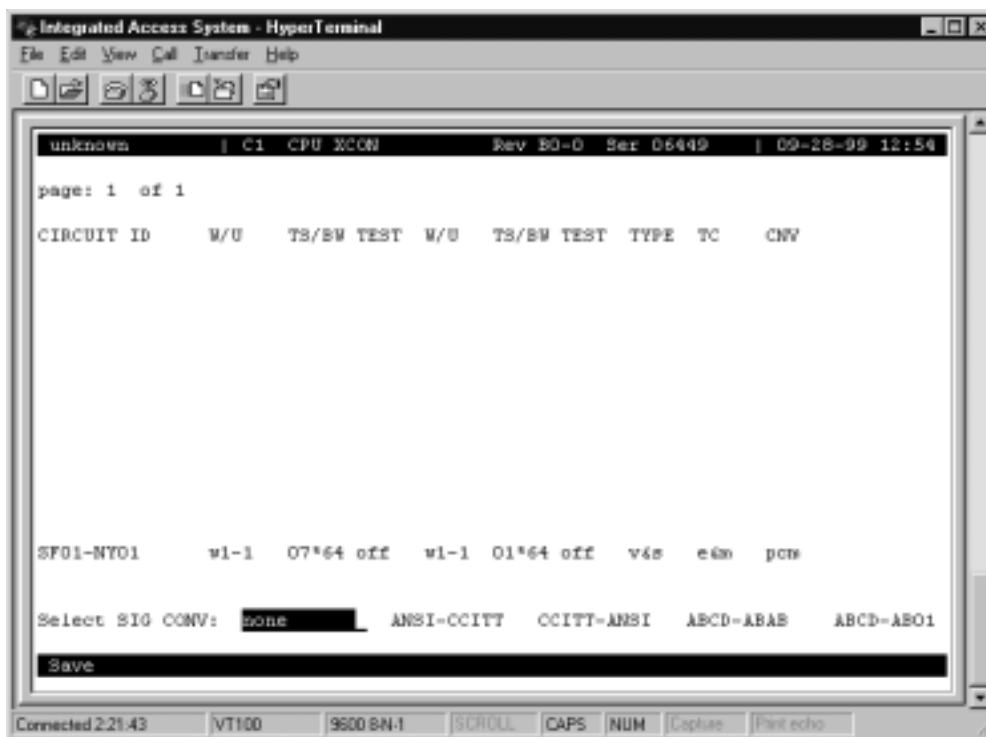 Integrated Access System - HyperTerminal
File Edit View Call Transfer Help
unknown | C1 CPU XCON Rev B0-0 Ser 06449 | 09-28-99 12:54
page: 1 of 1
CIRCUIT ID W/U TS/BW TEST W/U TS/BW TEST TYPE TC CNV
SF01-NY01 w1-1 07*64 off w1-1 01*64 off v&s e&m pcm
Select SIG CONV: none ANSI-CCITT CCITT-ANSI ABCD-ABAB ABCD-AB01
Save
Connected 2:21:43 VT100 9600 8-N-1 SCROLL CAPS NUM Capture Print echo